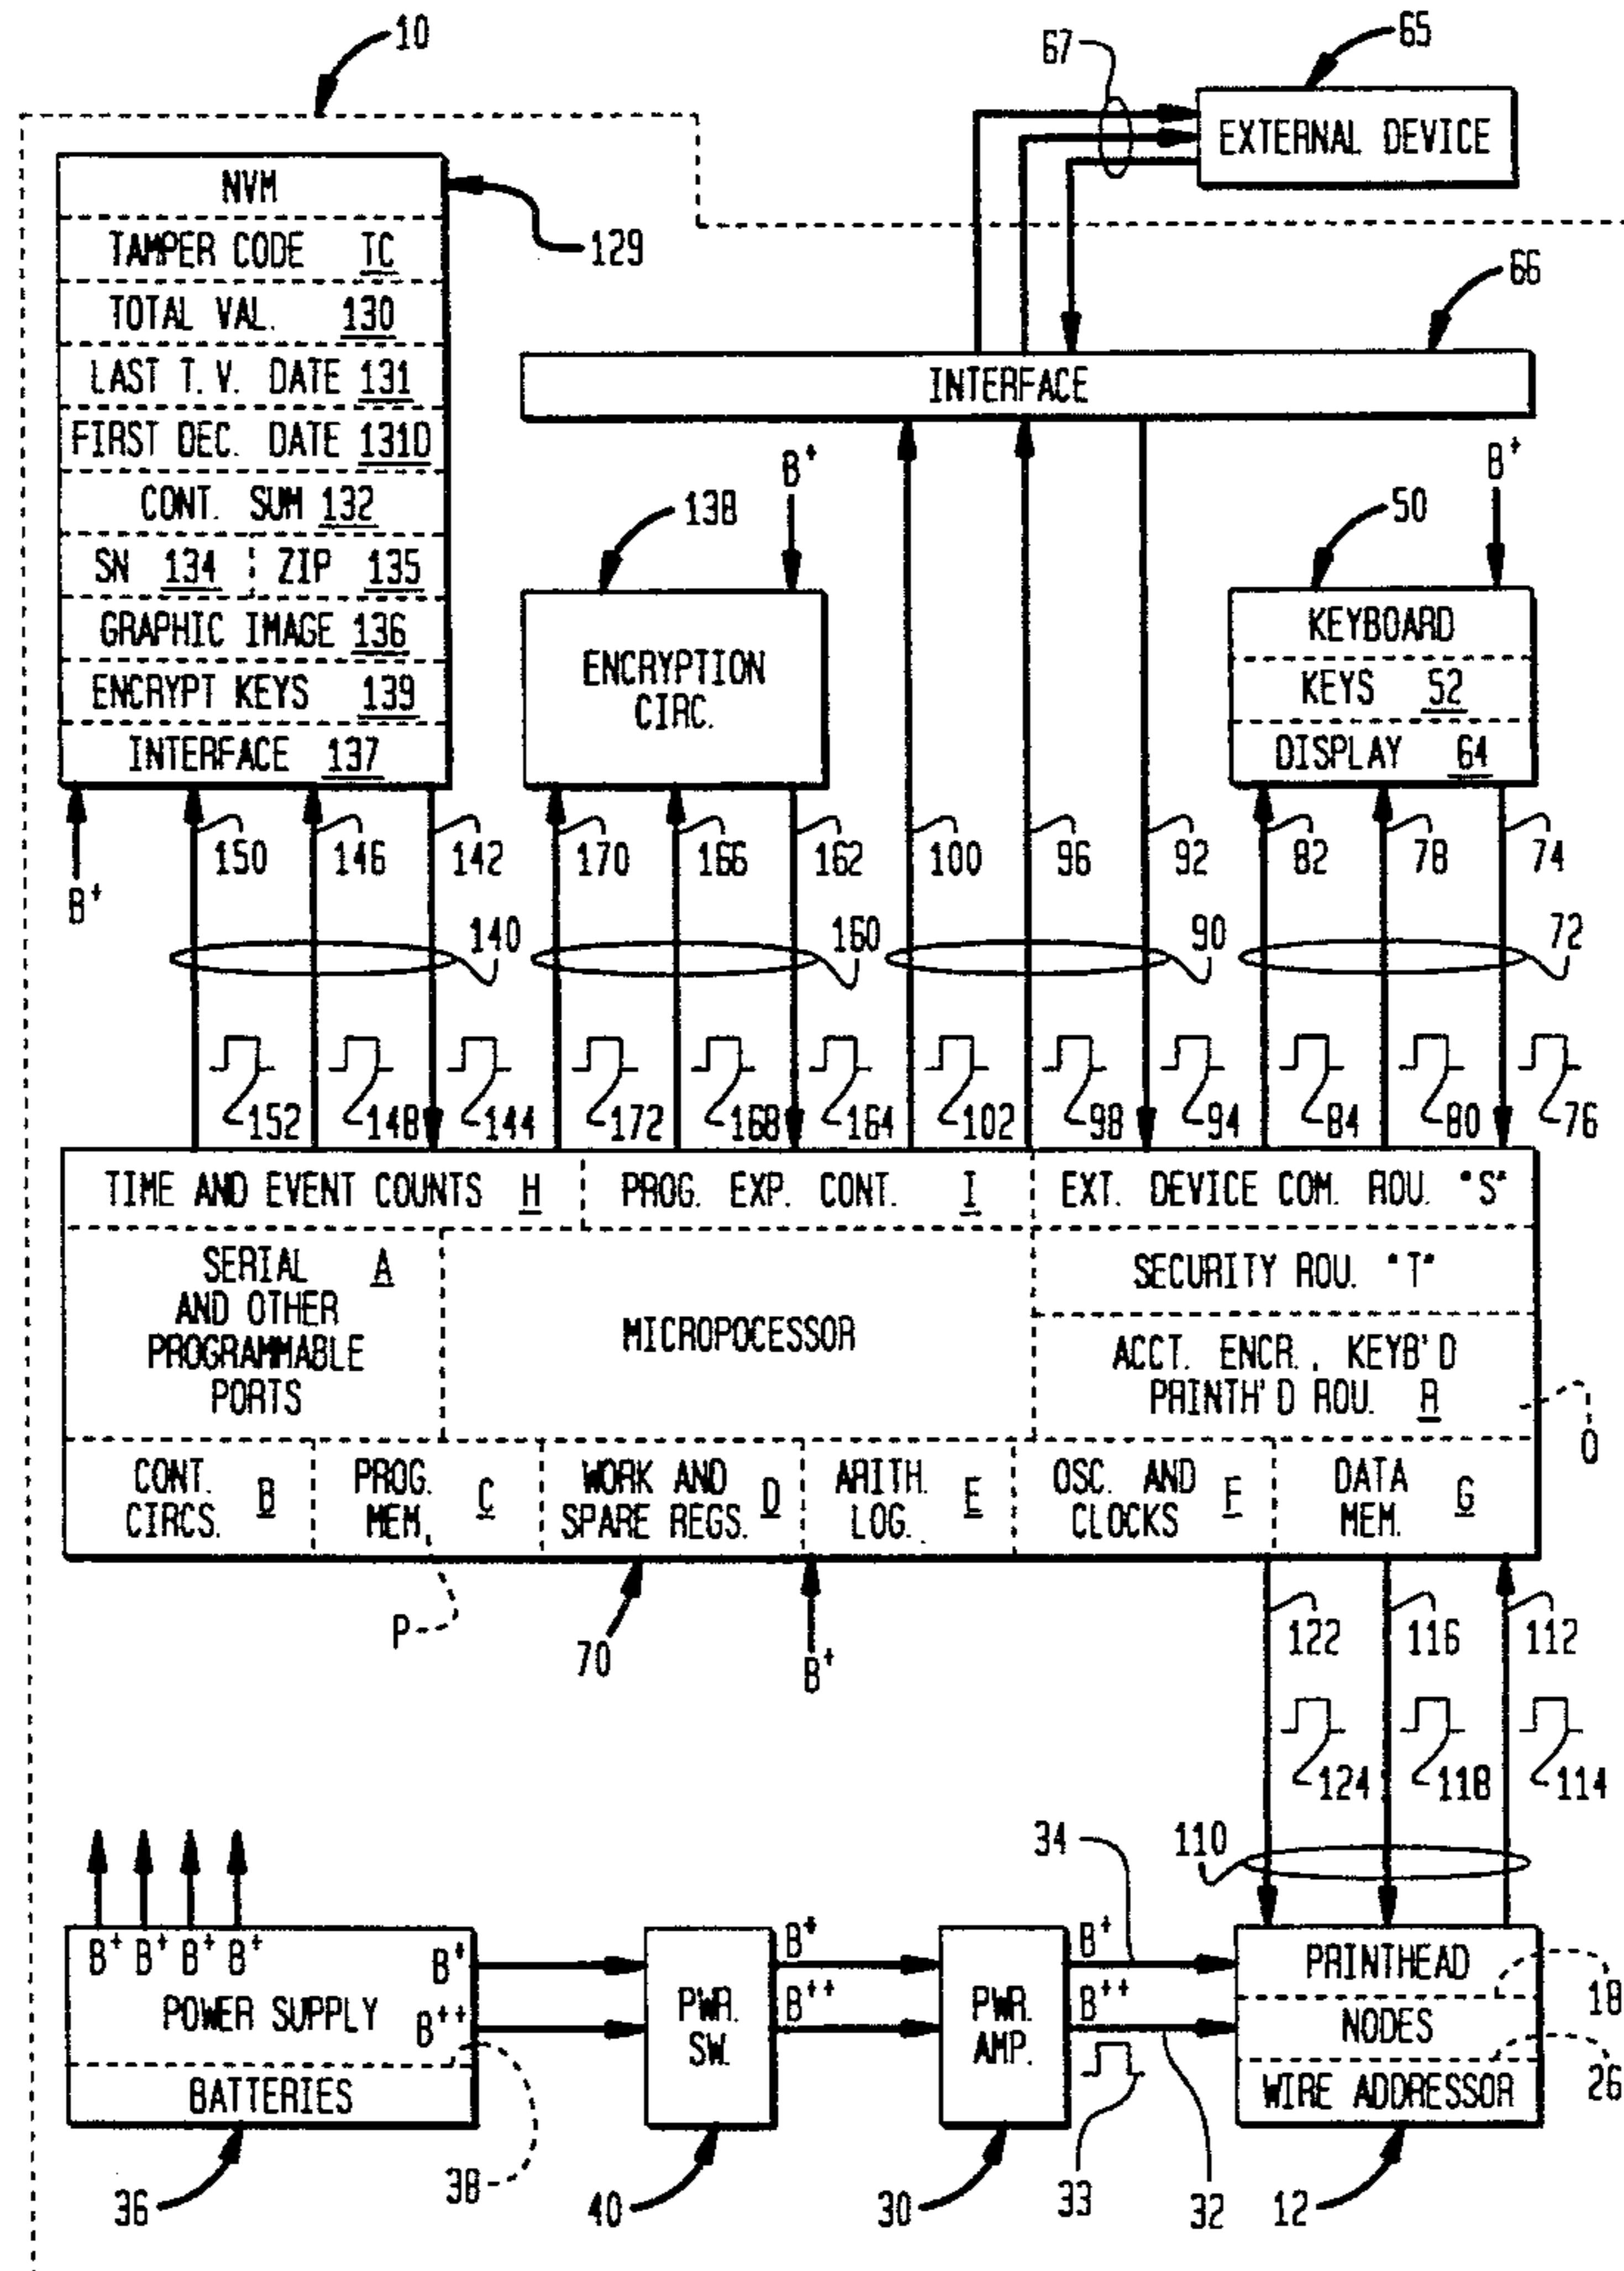 10
67
65
EXTERNAL DEVICE
NVM
129
TAMPER CODE TC
TOTAL VAL. 130
LAST T. V. DATE 131
FIRST DEC. DATE 131D
CONT. SUM 132
SN 134 ZIP 135
GRAPHIC IMAGE 136
ENCRYPT KEYS 139
INTERFACE 137
66
INTERFACE
138
B+
ENCRYPTION
CIRC.
50
B+
KEYBOARD
KEYS 52
DISPLAY 64
B+
150 146 142 170 166 162 100 96 92 82 78 74
140 160 90 72
152 148 144 172 168 164 102 98 94 84 80 76
TIME AND EVENT COUNTS H
PROG. EXP. CONT. I
EXT. DEVICE COM. ROU. "S"
SERIAL A
AND OTHER
PROGRAMMABLE
PORTS
MICROPOCESSOR
SECURITY ROU. "T"
ACCT. ENCR., KEYB'D
PRINTH'D ROU. R
O
CONT.
CIRCS. B
PROG.
MEM. C
WORK AND
SPARE REGS. D
ARITH.
LOG. E
OSC. AND
CLOCKS F
DATA
MEM. G
P
70
B+
122 116 112
124 118 114
110
34
B+ B+ B+ B+
B+
POWER SUPPLY
B++
BATTERIES
36
38
B+
B++
PWR.
SW.
40
PWR.
AMP.
30
B+
B++
33
32
PRINTHEAD
18
NODES
26
WIRE ADDRESSOR
12